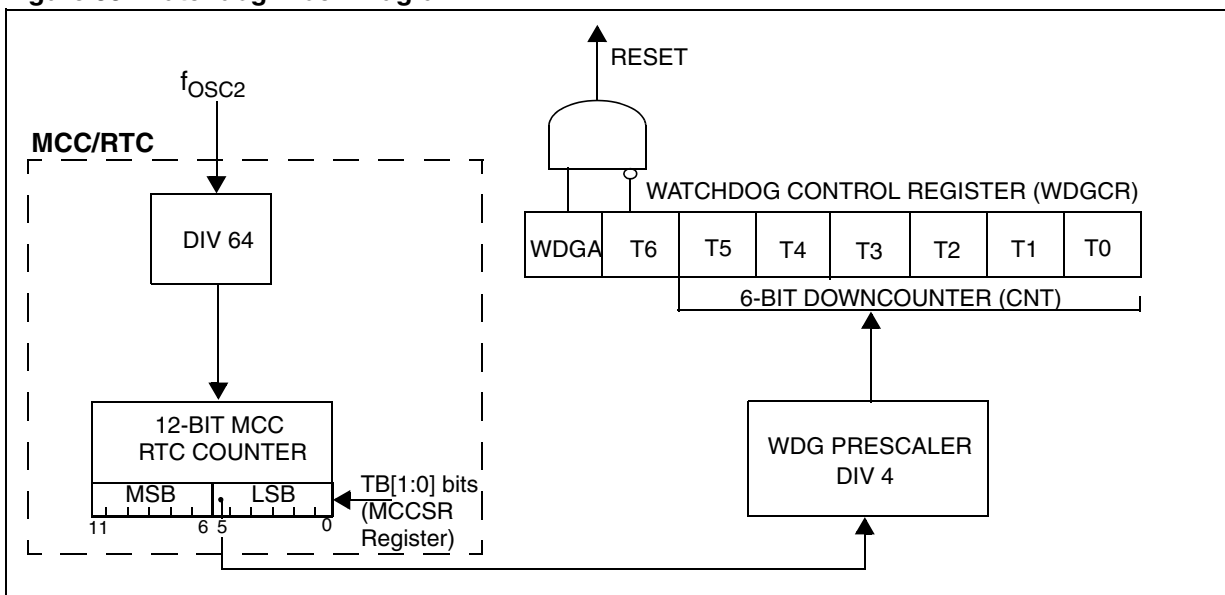 RESET
fOSC2
MCC/RTC
DIV 64
12-BIT MCC
RTC COUNTER
MSB LSB
11 6 5 0
TB[1:0] bits
(MCCSR
Register)
WATCHDOG CONTROL REGISTER (WDGCR)
WDGA T6 T5 T4 T3 T2 T1 T0
6-BIT DOWNCOUNTER (CNT)
WDG PRESCALER
DIV 4